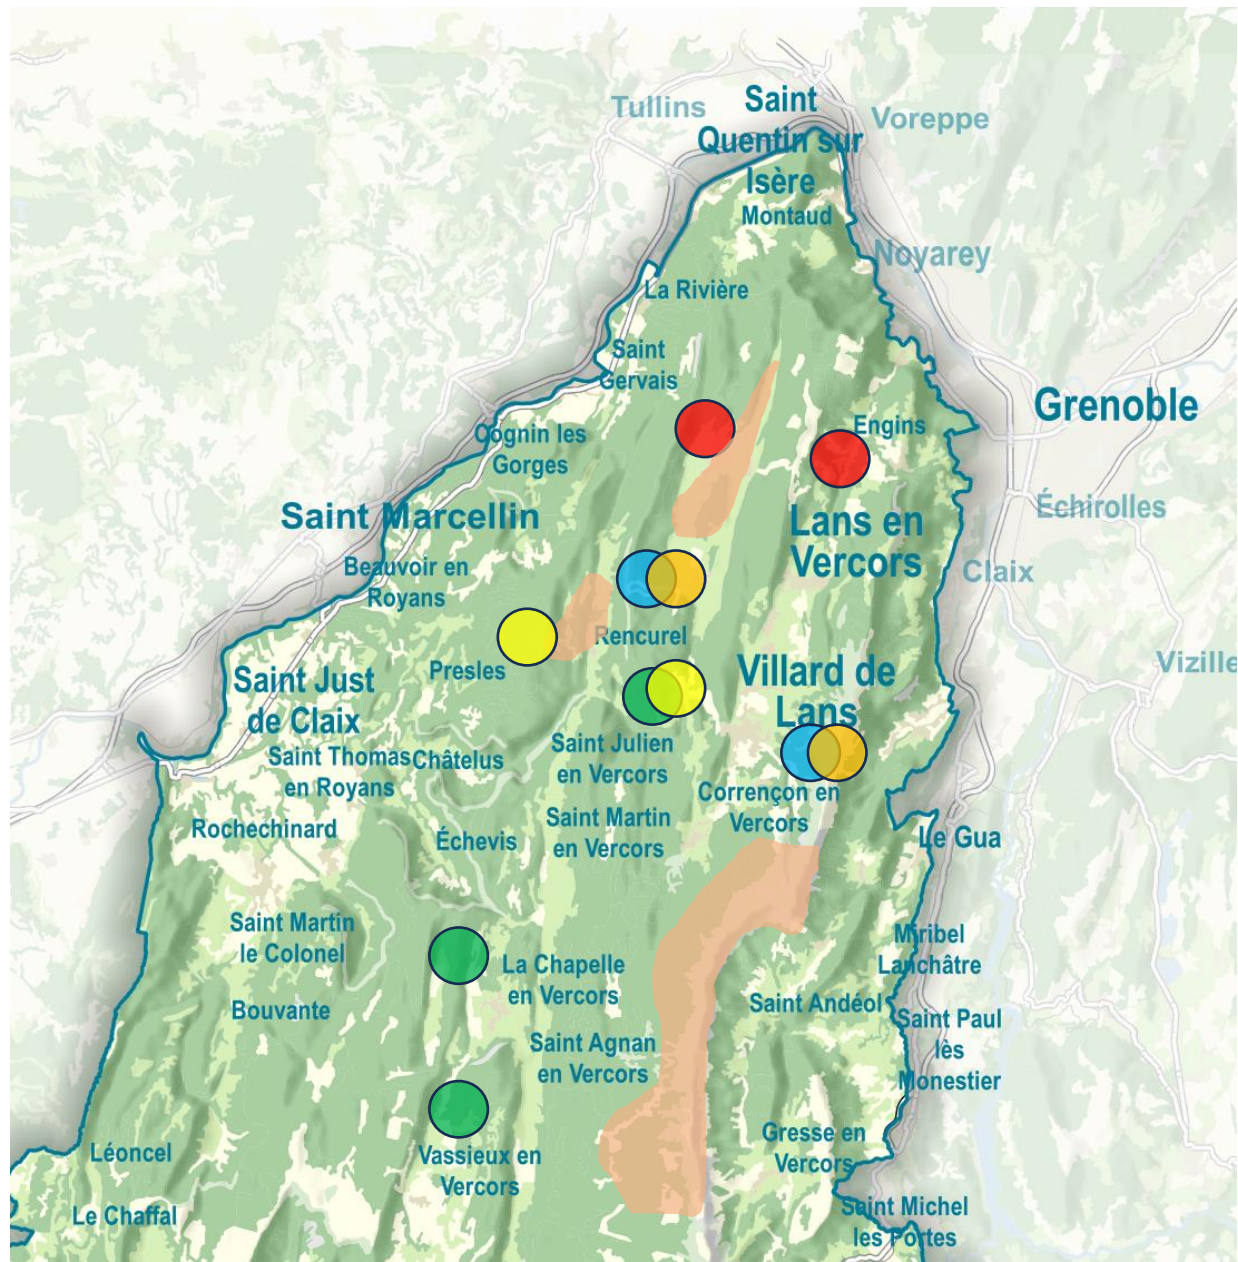 Tullins
Saint
Quentin sur
Isère
Voreppe
Montaud
Noyarey
La Rivière
Saint
Gervais
Grenoble
Engins
Cognin les
Gorges
Saint Marcellin
Lans en
Vercors
Échirolles
Beauvoir en
Royans
Claix
Rencurel
Presles
Villard de
Lans
Vizille
Saint Just
de Claix
Saint Thomas
en Royans
Châtelus
Saint Julien
en Vercors
Corrençon en
Vercors
Rochechinard
Échevis
Saint Martin
en Vercors
Le Gua
Saint Martin
le Colonel
La Chapelle
en Vercors
Miribel
Lanchâtre
Bouvante
Saint Andéol
Saint Paul
lès
Monestier
Saint Agnan
en Vercors
Léoncel
Vassieux en
Vercors
Gresse en
Vercors
Le Chaffal
Saint Michel
les Portes